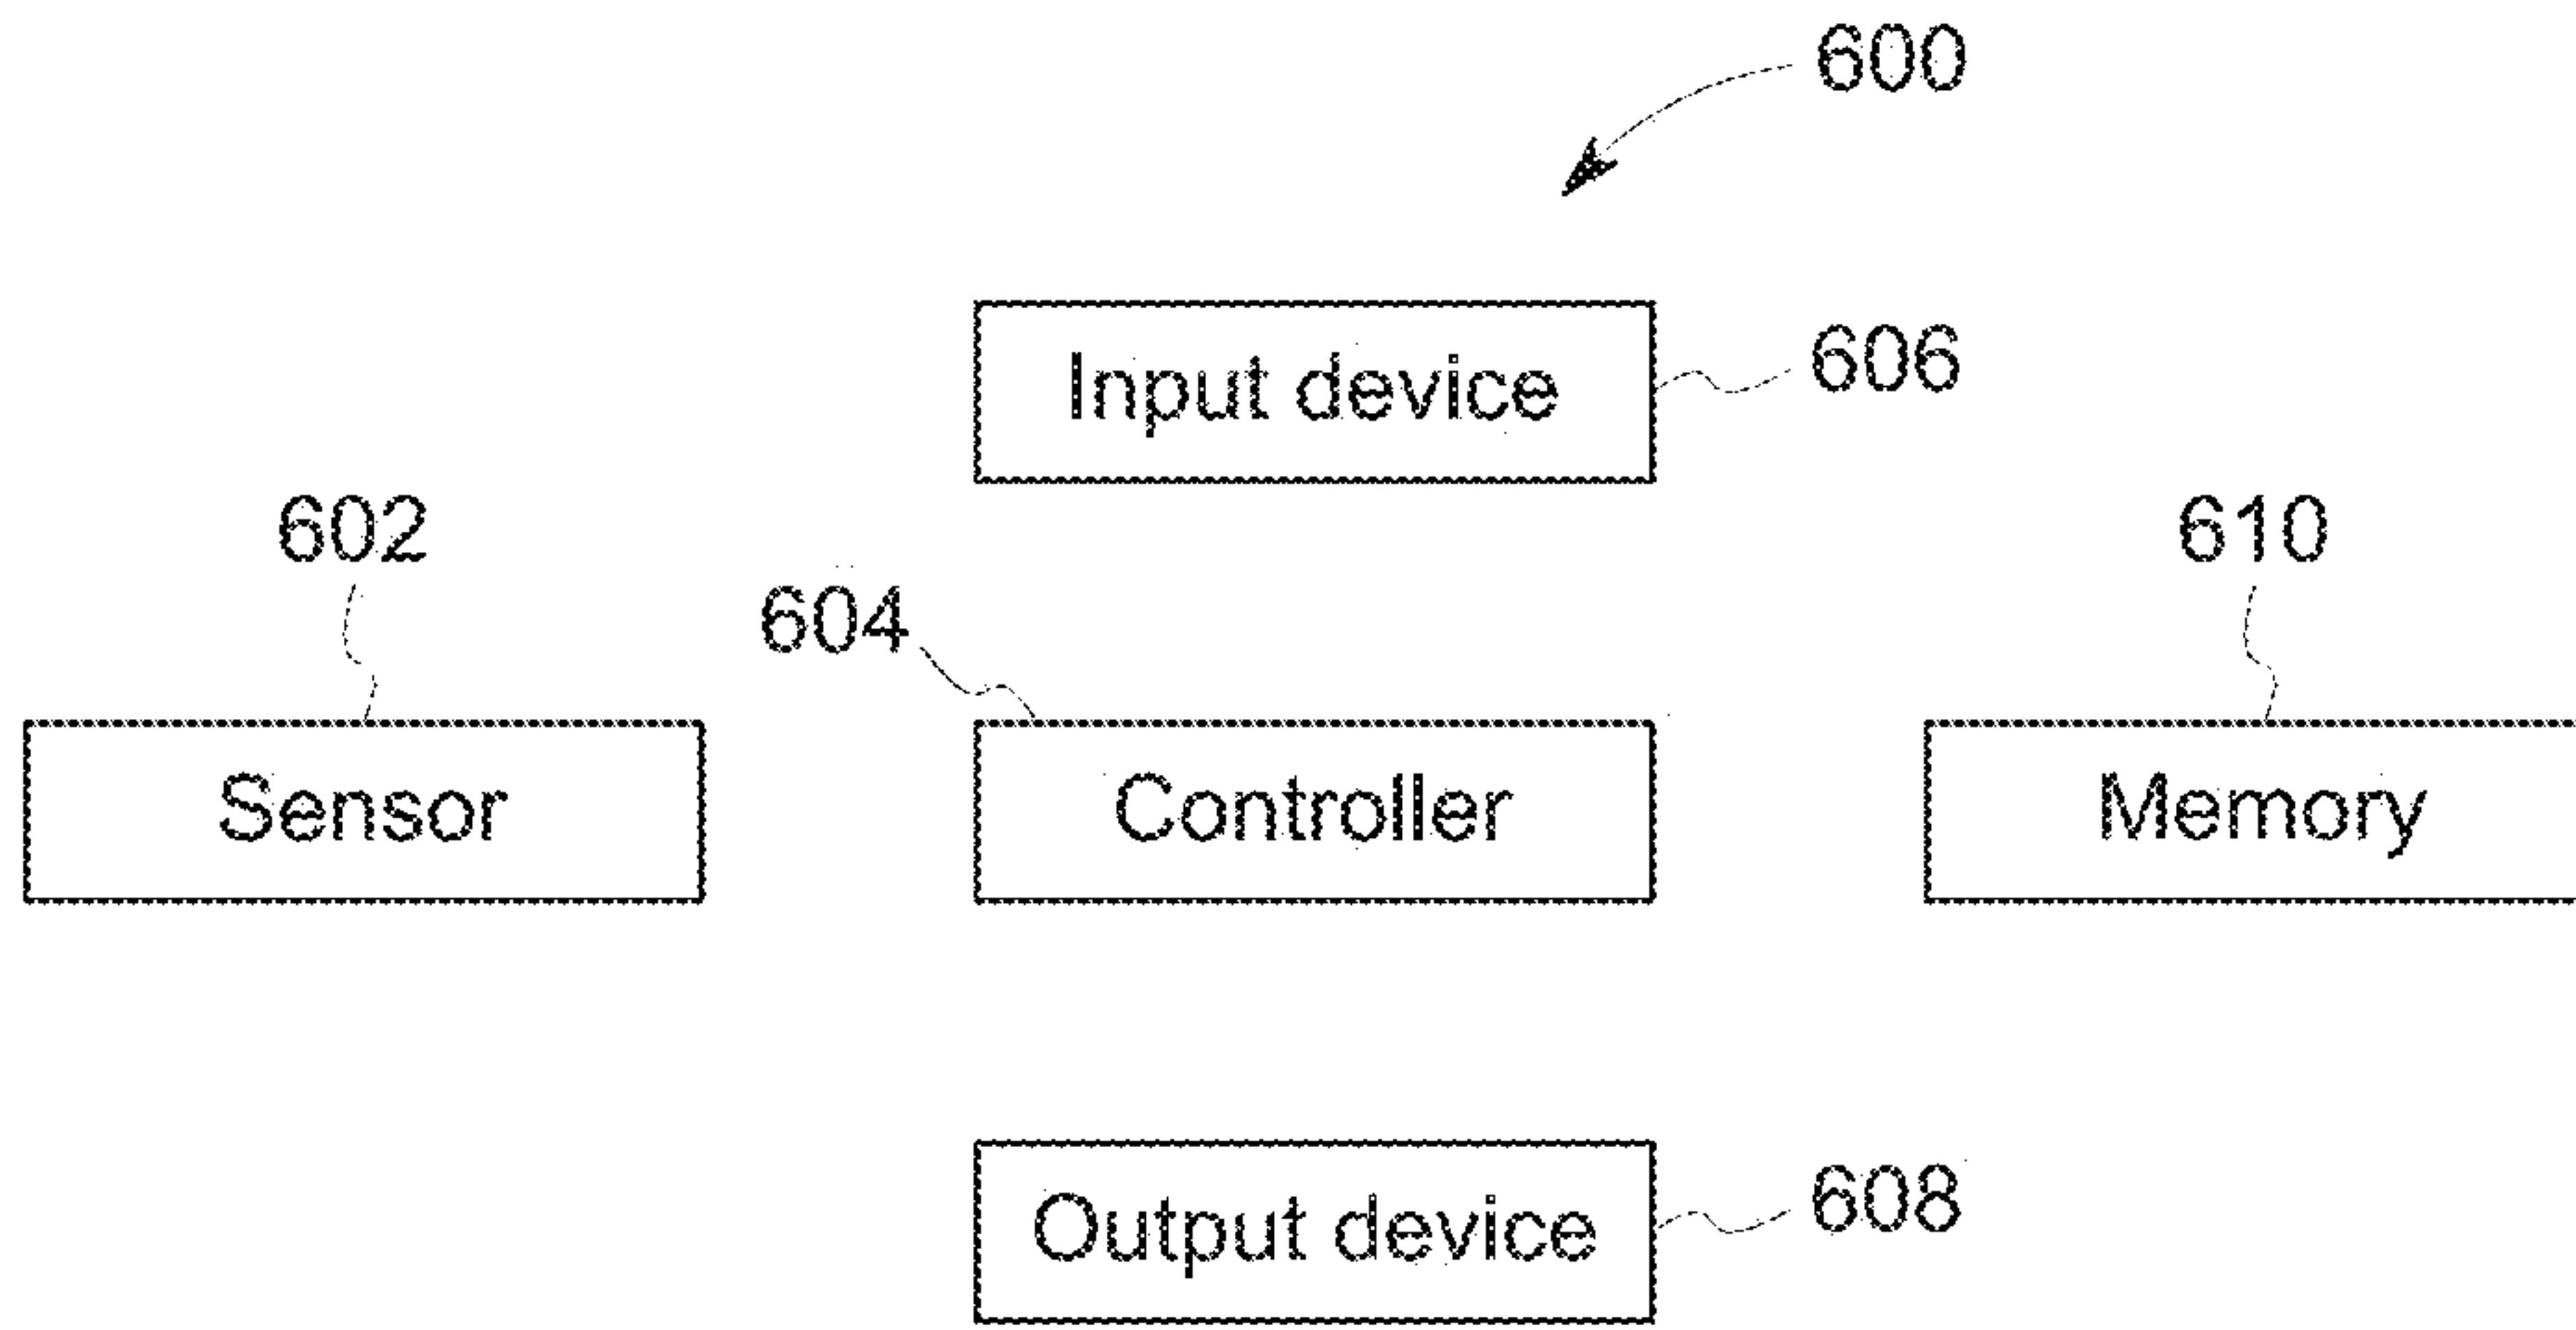 600
Input device
606
602
610
604
Sensor
Controller
Memory
Output device
608